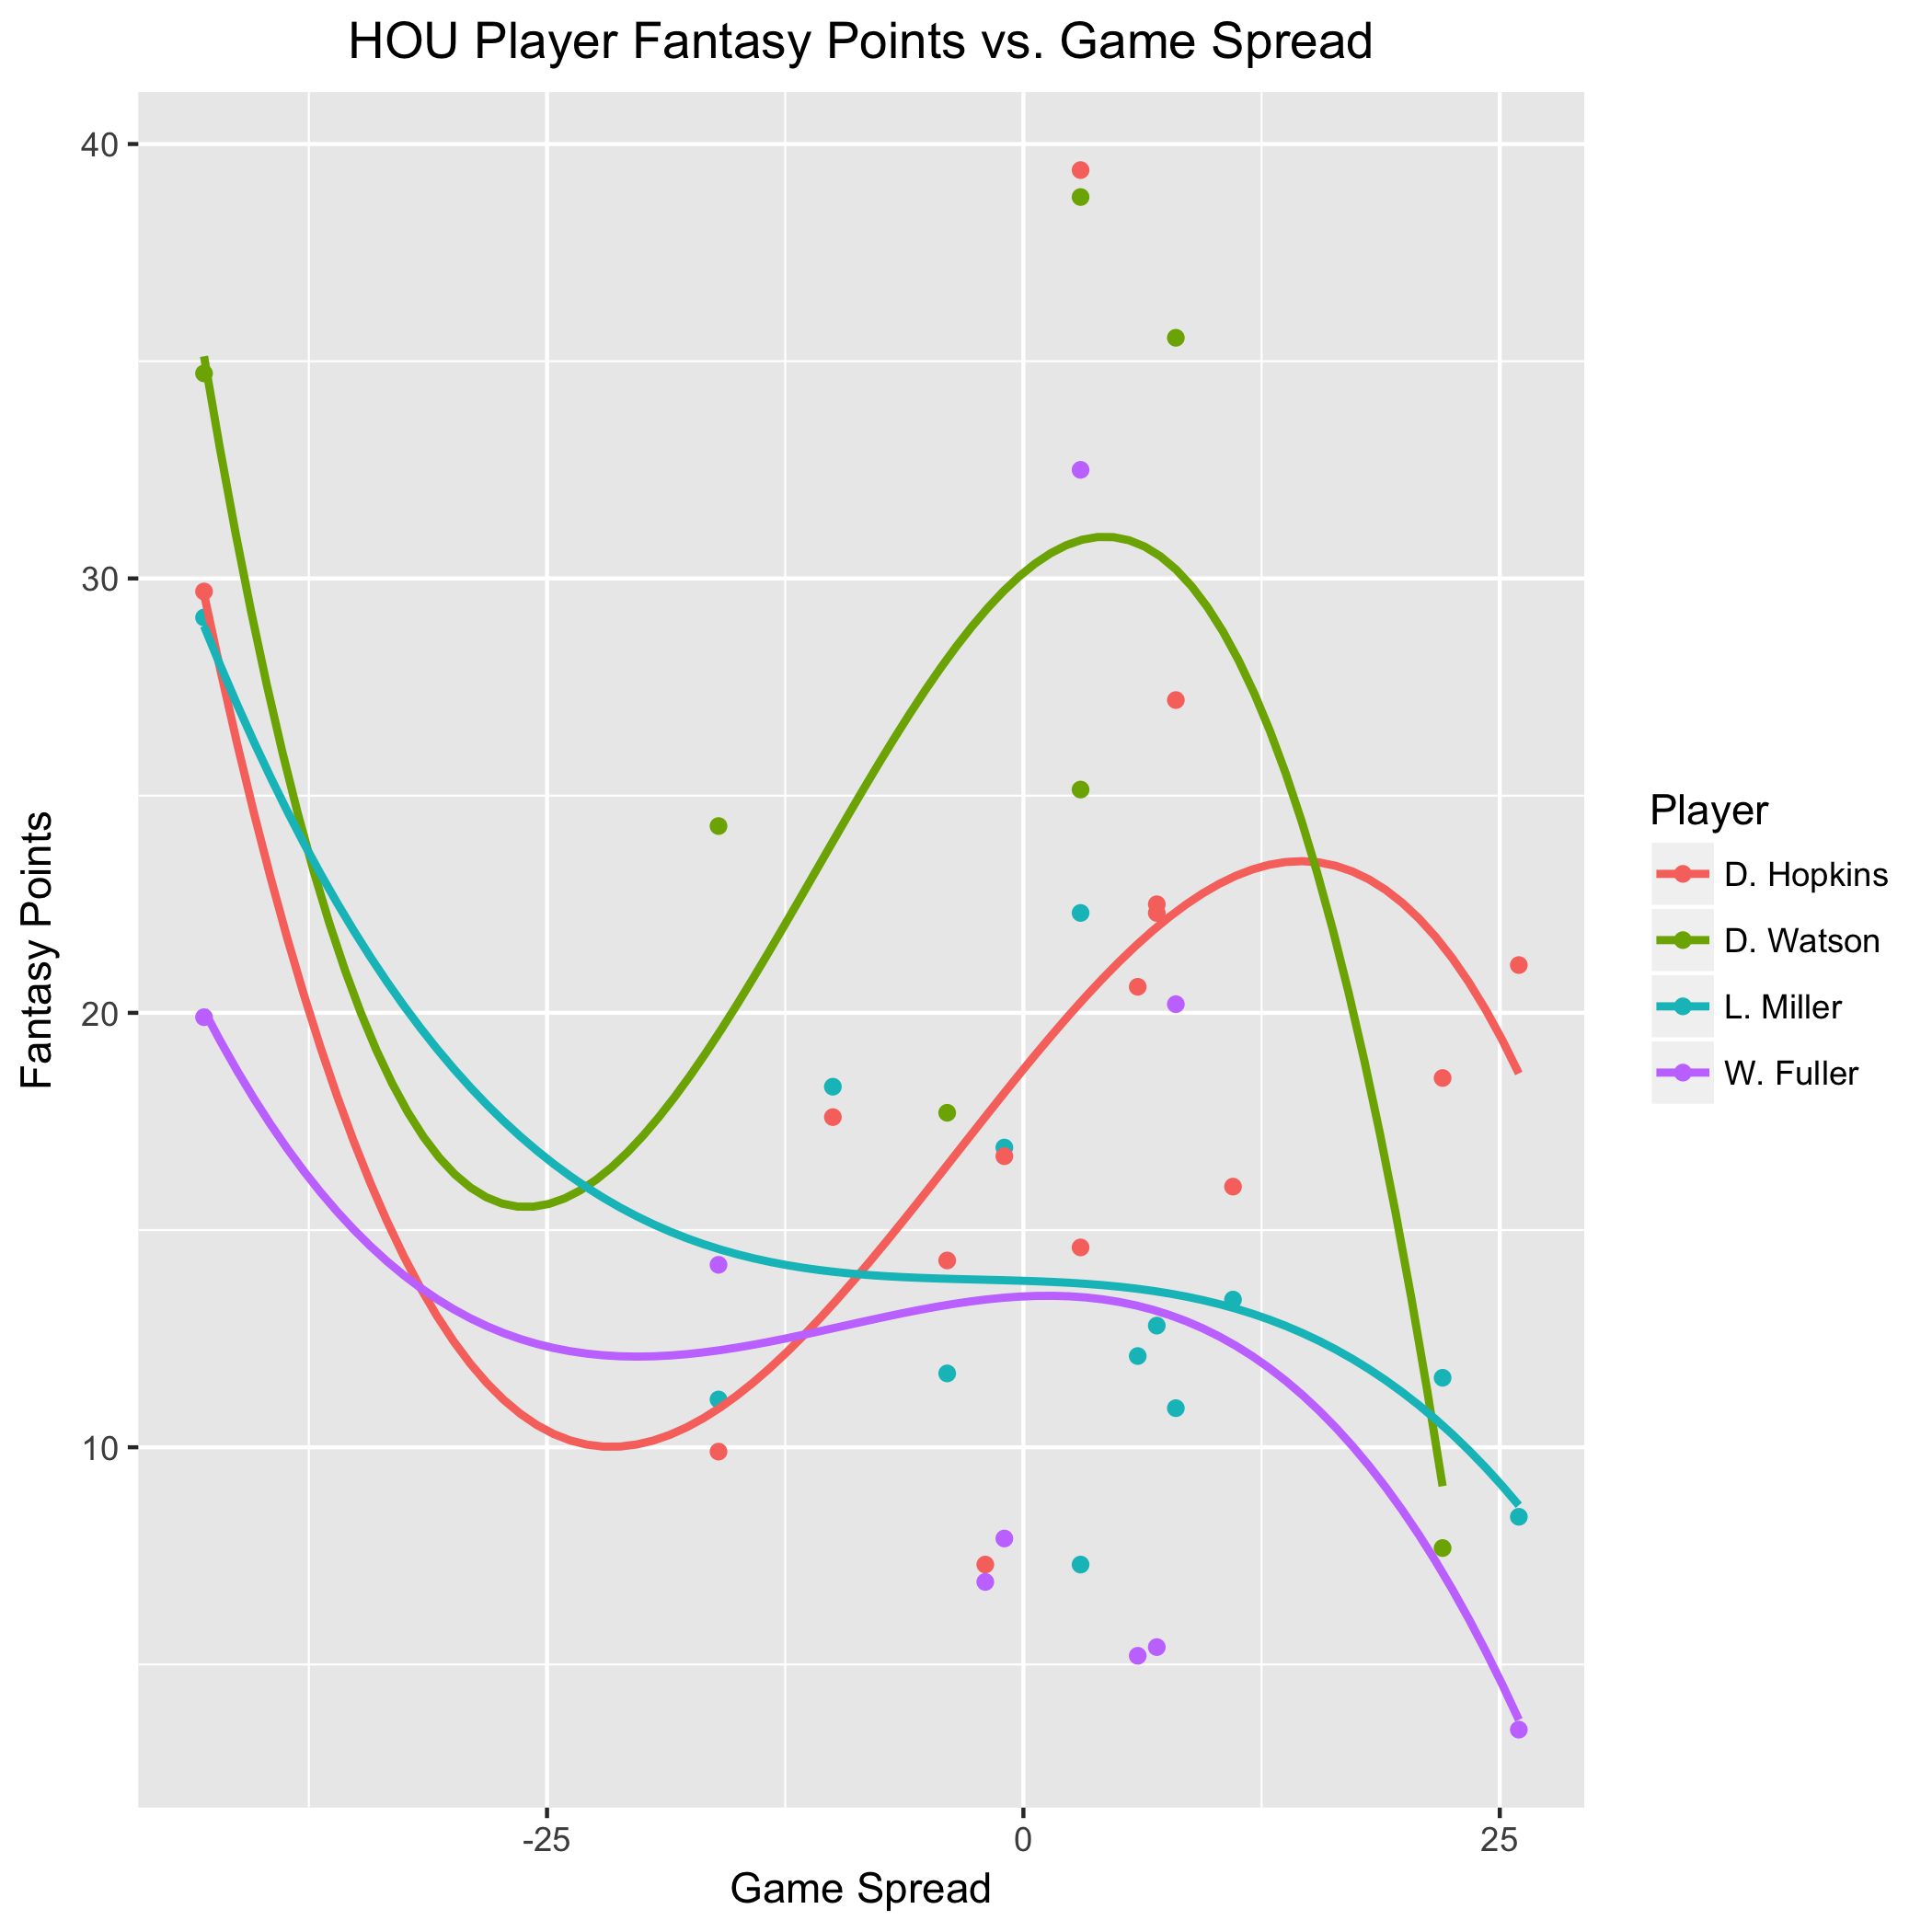 HOU Player Fantasy Points vs. Game Spread
40
30
20
10
Fantasy Points
-25
0
25
Game Spread
Player
D. Hopkins
D. Watson
L. Miller
W. Fuller